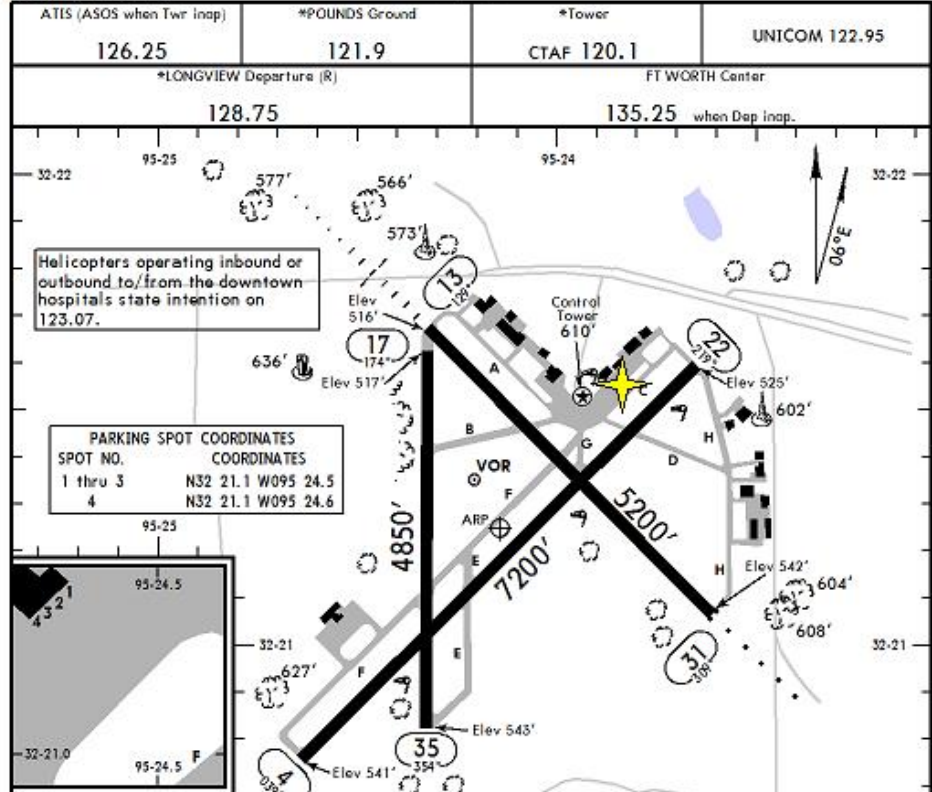 ATIS (ASOS when Twr inop)
126.25
*POUNDS Ground
121.9
*Tower
CTAF 120.1
UNICOM 122.95
*LONGVIEW Departure (R)
128.75
FT WORTH Center
135.25 when Dep inop.
95-25
95-24
32-22
32-22
577'
566'
573'
06°E
Helicopters operating inbound or
outbound to/from the downtown
hospitals state intention on
123.07.
Elev
516'
13
129°
Control
Tower
610'
17
174°
22
219°
636'
Elev 517'
A
C
Elev 525'
602'
PARKING SPOT COORDINATES
SPOT NO. COORDINATES
1 thru 3 N32 21.1 W095 24.5
4 N32 21.1 W095 24.6
B
G
H
D
VOR
F
4850'
ARP
5200'
7200'
95-25
E
H
Elev 542'
604'
608'
95-24.5
1
2
3
4
32-21
32-21
31
309°
627'
F
E
32-21.0
95-24.5
F
Elev 543'
35
354°
4
Elev 541'